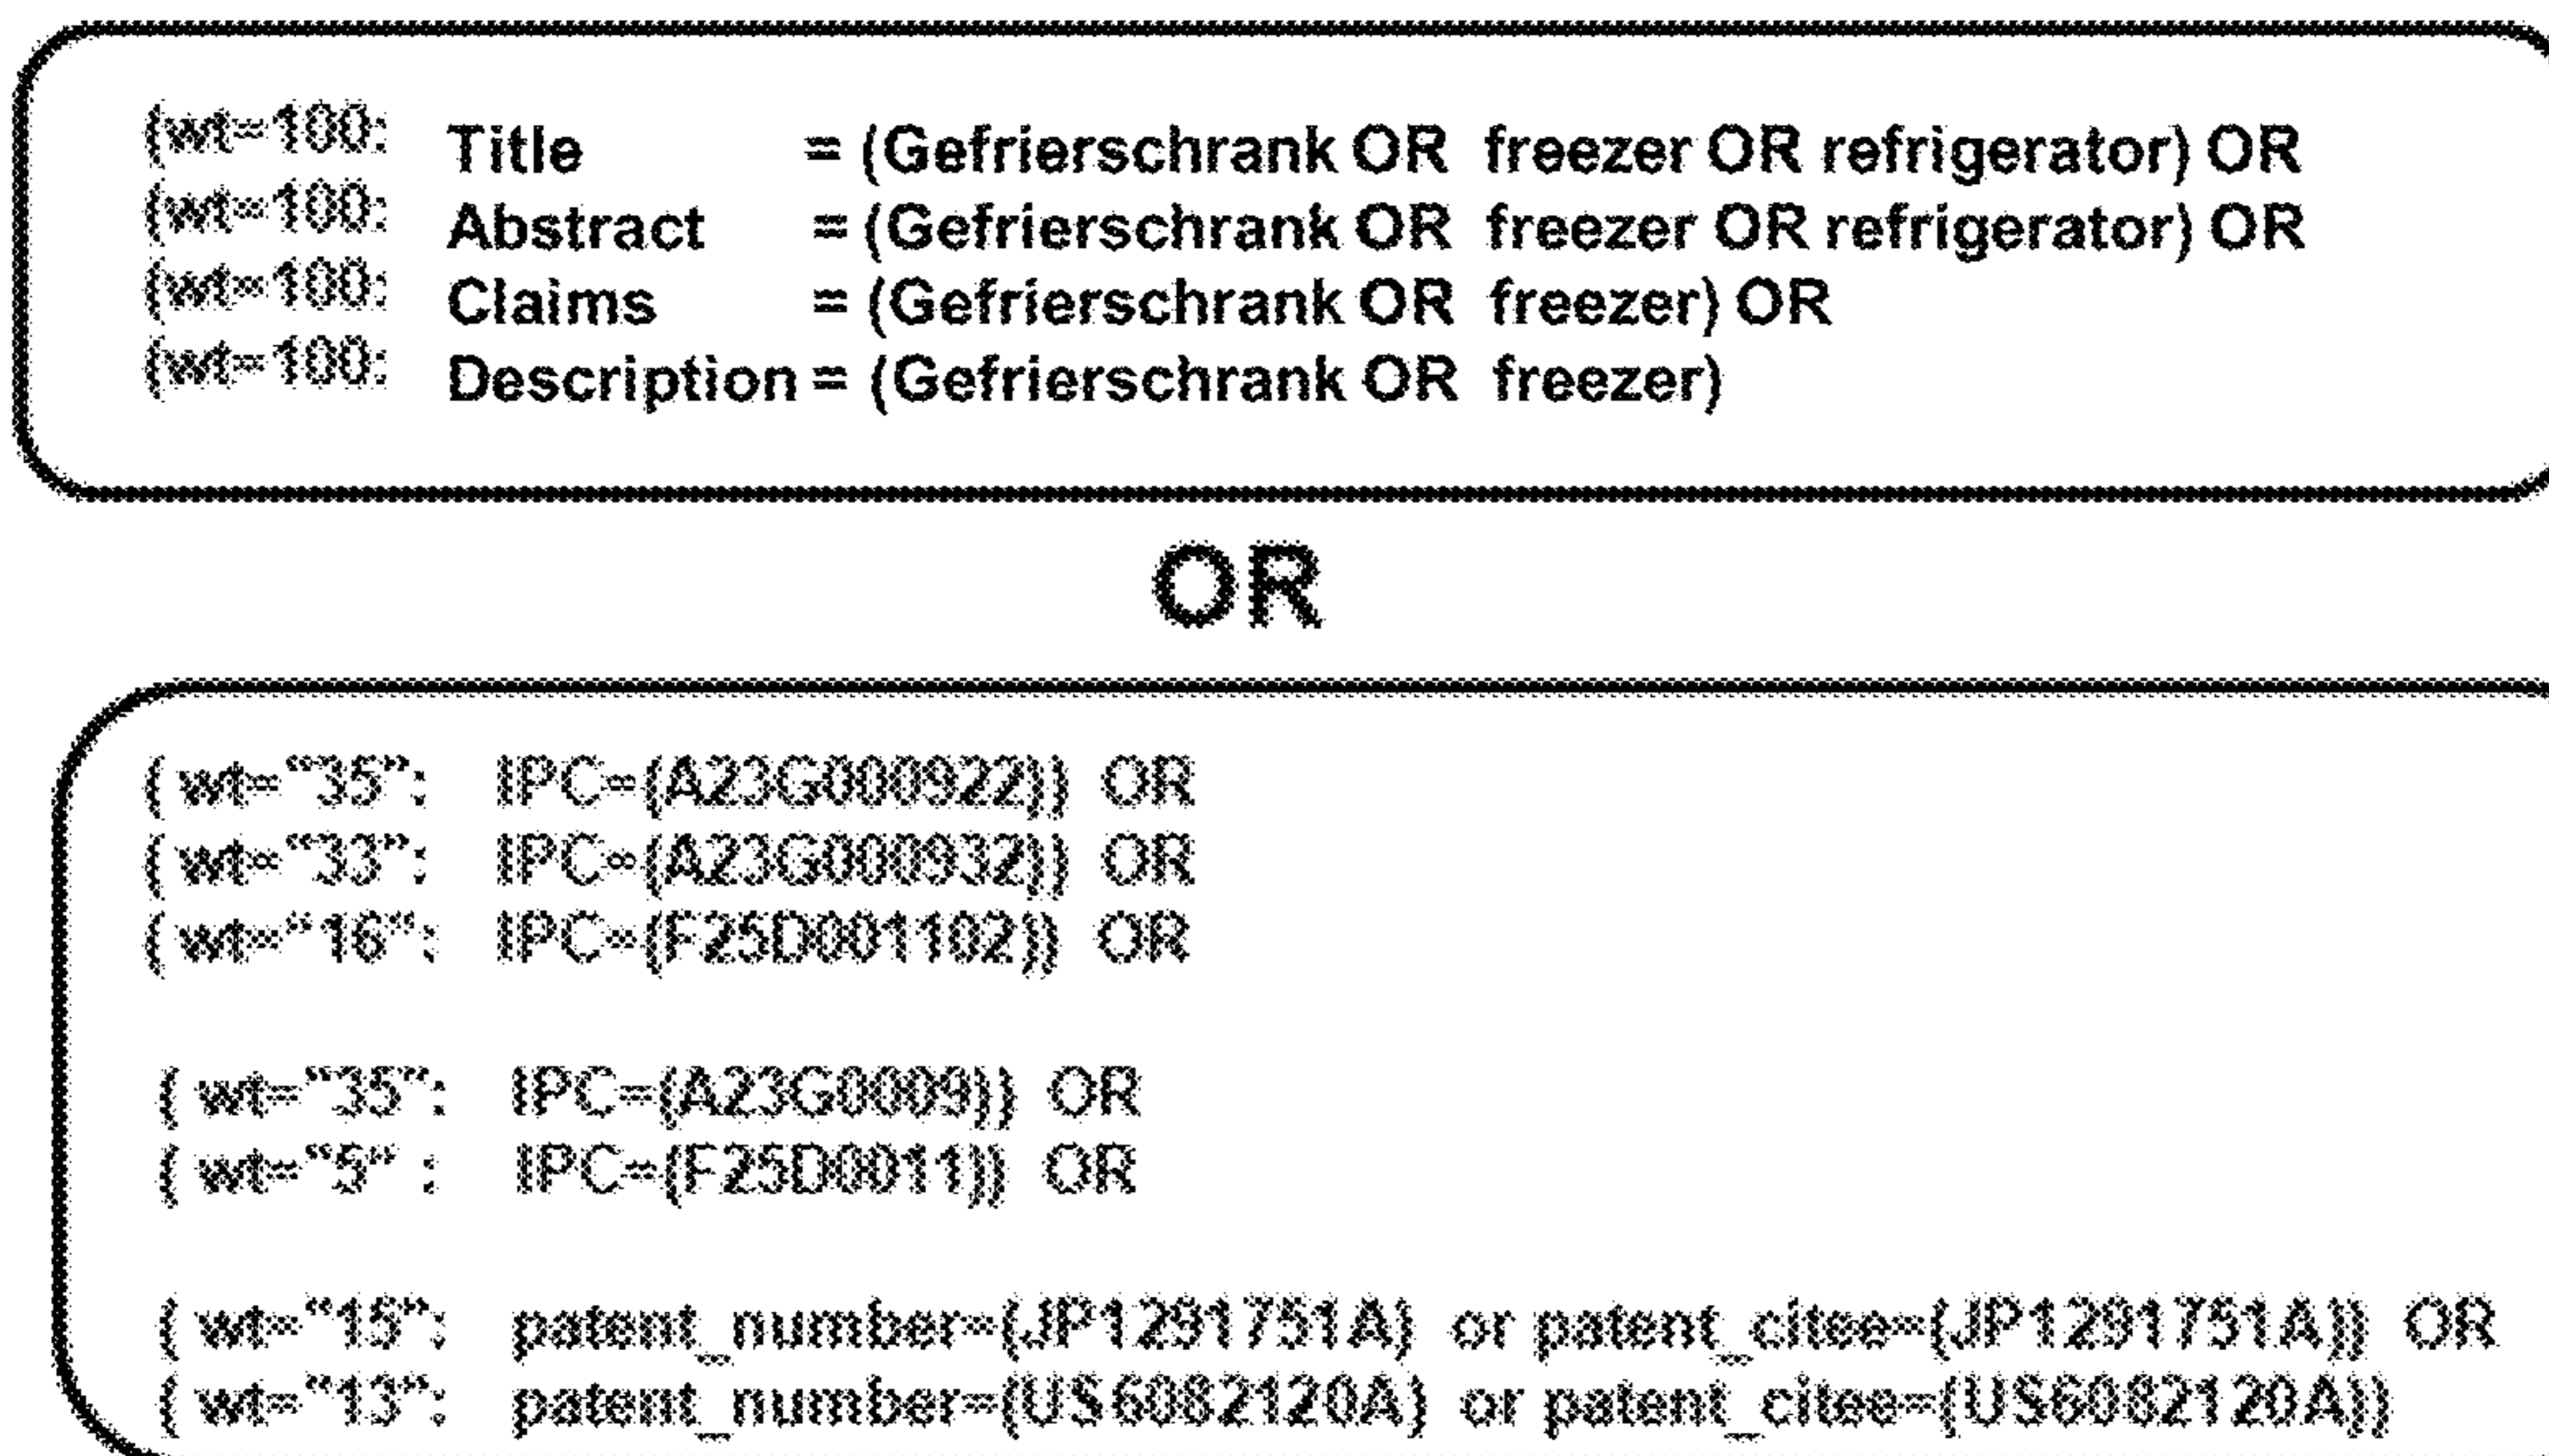 (wt=100: Title = (Gefrierschrank OR freezer OR refrigerator) OR
(wt=100: Abstract = (Gefrierschrank OR freezer OR refrigerator) OR
(wt=100: Claims = (Gefrierschrank OR freezer) OR
(wt=100: Description = (Gefrierschrank OR freezer)
OR
( wt="35": IPC=(A23G000922)) OR
( wt="33": IPC=(A23G000932)) OR
( wt="16": IPC=(F25D001102)) OR
( wt="35": IPC=(A23G0009)) OR
( wt="5" : IPC=(F25D0011)) OR
( wt="15": patent_number=(JP1291751A) or patent_citee=(JP1291751A)) OR
( wt="13": patent_number=(US6082120A) or patent_citee=(US6082120A))